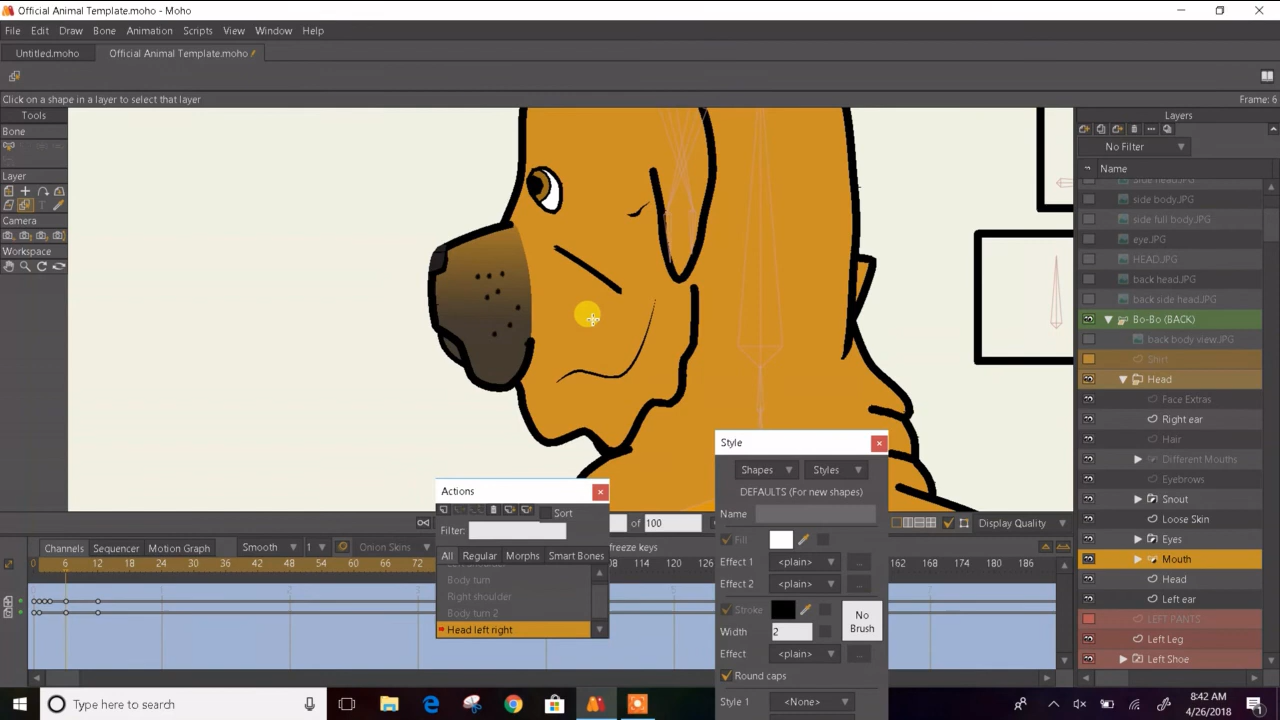 Official Animal Template.moho - Moho
File Edit Draw Bone Animation Scripts View Window Help
Untitled.moho Official Animal Template.moho
Click on a shape in a layer to select that layer Frame: 6
Tools
Bone
Layer
Camera
Workspace
Layers
No Filter
Name
side head.JPG
side body.JPG
side full body.JPG
eye.JPG
HEAD.JPG
back head.JPG
back side head.JPG
Bo-Bo (BACK)
back body view.JPG
Shirt
Head
Face Extras
Right ear
Hair
Different Mouths
Eyebrows
Snout
Loose Skin
Eyes
Mouth
Head
Left ear
LEFT PANTS
Left Leg
Left Shoe
Actions
Sort
Filter:
All Regular Morphs Smart Bones
Body turn
Right shoulder
Body turn 2
Head left right
Style
Shapes Styles
DEFAULTS (For new shapes)
Name
Fill
Effect 1 <plain> ...
Effect 2 <plain> ...
Stroke
Width 2
No Brush
Effect <plain> ...
Round caps
Style 1 <None>
of 100
Display Quality
Channels Sequencer Motion Graph Smooth 1 Onion Skins
freeze keys
0 6 12 18 24 30 36 42 48 54 60 66 72 108 114 162 168 174 180 186
Type here to search
8:42 AM
4/26/2018